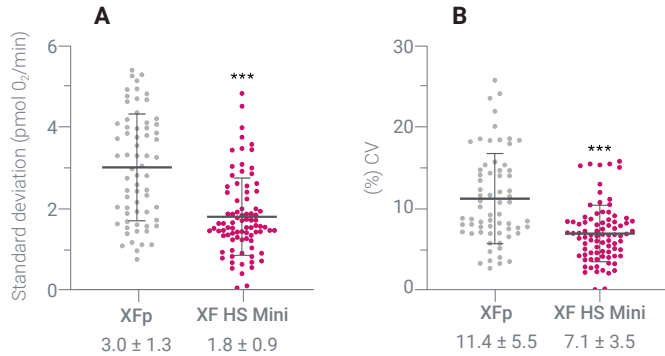 A
Standard deviation (pmol 0₂/min)
6
4
2
0
***
XFp
XF HS Mini
3.0 ± 1.3
1.8 ± 0.9
B
(%) CV
30
20
10
0
***
XFp
XF HS Mini
11.4 ± 5.5
7.1 ± 3.5